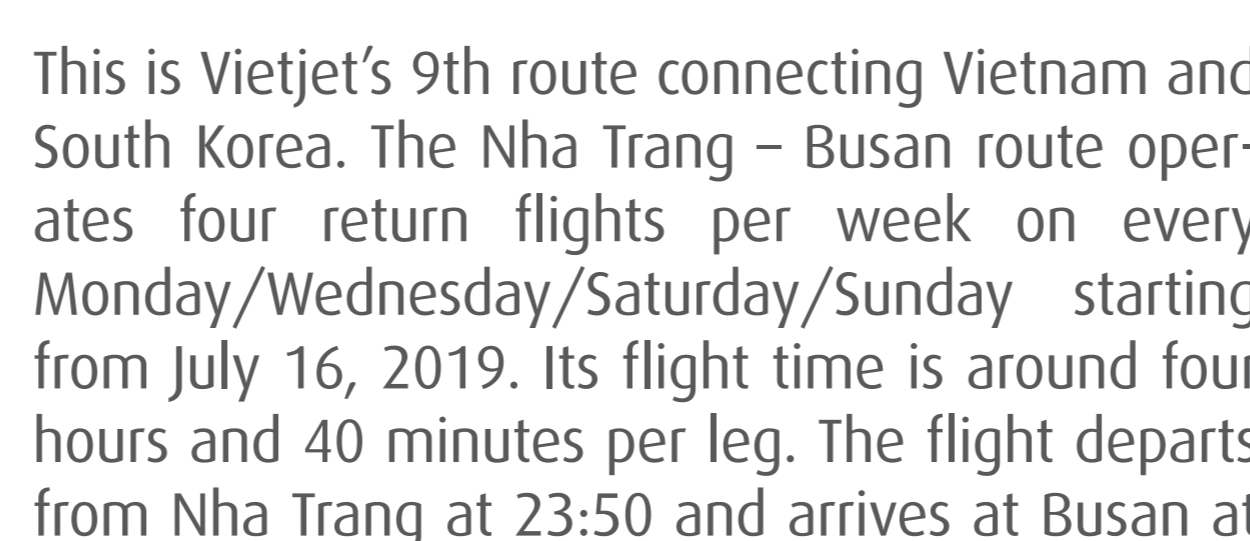 This is Vietjet’s 9th route connecting Vietnam and
South Korea. The Nha Trang – Busan route oper-
ates four return flights per week on every
Monday/Wednesday/Saturday/Sunday starting
from July 16, 2019. Its flight time is around four
hours and 40 minutes per leg. The flight departs
from Nha Trang at 23:50 and arrives at Busan at